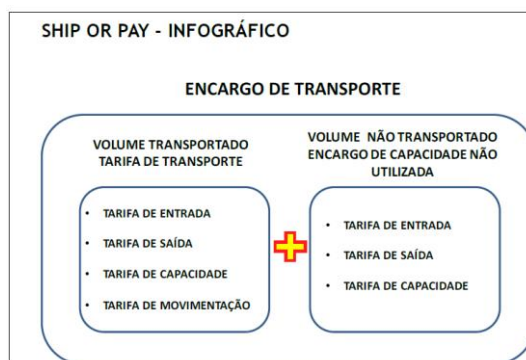 SHIP OR PAY - INFOGRÁFICO
ENCARGO DE TRANSPORTE
VOLUME TRANSPORTADO
TARIFA DE TRANSPORTE
• TARIFA DE ENTRADA
• TARIFA DE SAÍDA
• TARIFA DE CAPACIDADE
• TARIFA DE MOVIMENTAÇÃO
VOLUME NÃO TRANSPORTADO
ENCARGO DE CAPACIDADE NÃO
UTILIZADA
• TARIFA DE ENTRADA
• TARIFA DE SAÍDA
• TARIFA DE CAPACIDADE